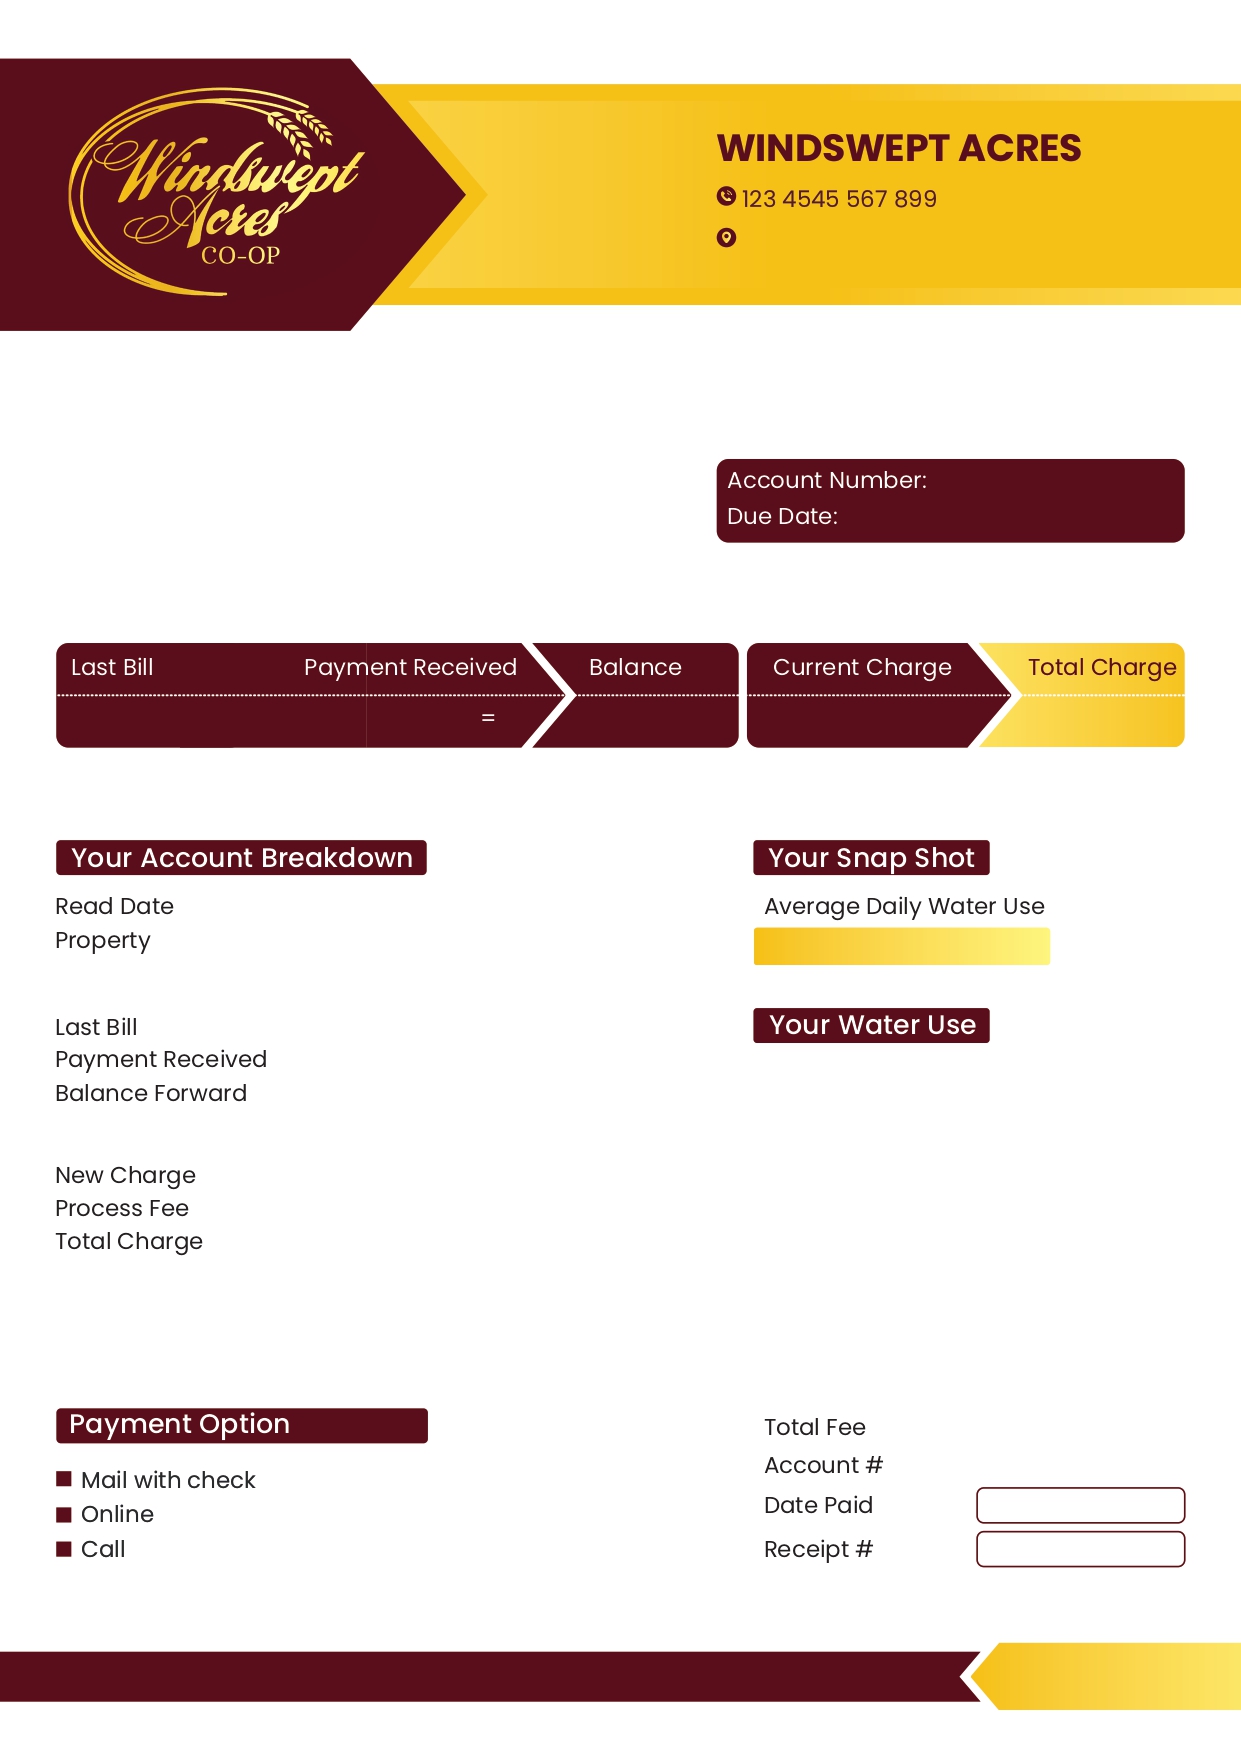 Windswept
Acres
CO-OP
WINDSWEPT ACRES
123 4545 567 899
Account Number:
Due Date:
Last Bill Payment Received Balance Current Charge Total Charge
=
Your Account Breakdown
Read Date
Property
Last Bill
Payment Received
Balance Forward
New Charge
Process Fee
Total Charge
Your Snap Shot
Average Daily Water Use
Your Water Use
Payment Option
Mail with check
Online
Call
Total Fee
Account #
Date Paid
Receipt #